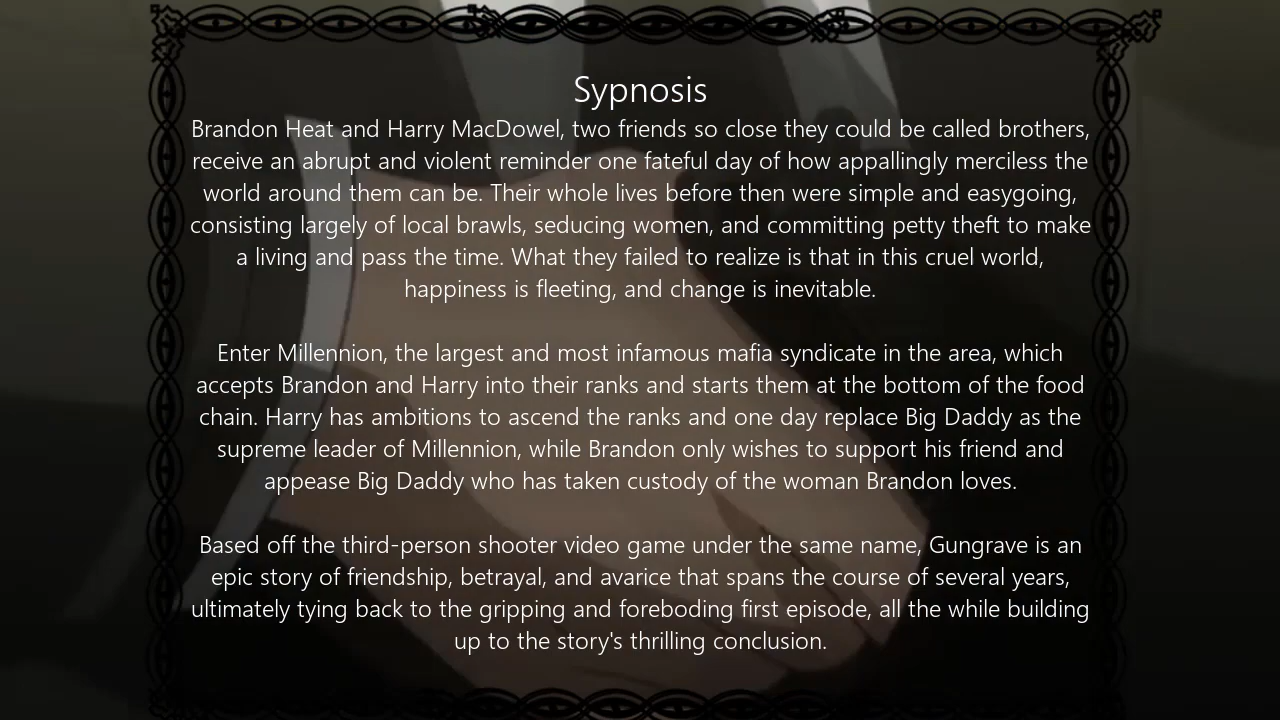 Sypnosis
Brandon Heat and Harry MacDowel, two friends so close they could be called brothers,
receive an abrupt and violent reminder one fateful day of how appallingly merciless the
world around them can be. Their whole lives before then were simple and easygoing,
consisting largely of local brawls, seducing women, and committing petty theft to make
a living and pass the time. What they failed to realize is that in this cruel world,
happiness is fleeting, and change is inevitable.
Enter Millennion, the largest and most infamous mafia syndicate in the area, which
accepts Brandon and Harry into their ranks and starts them at the bottom of the food
chain. Harry has ambitions to ascend the ranks and one day replace Big Daddy as the
supreme leader of Millennion, while Brandon only wishes to support his friend and
appease Big Daddy who has taken custody of the woman Brandon loves.
Based off the third-person shooter video game under the same name, Gungrave is an
epic story of friendship, betrayal, and avarice that spans the course of several years,
ultimately tying back to the gripping and foreboding first episode, all the while building
up to the story's thrilling conclusion.